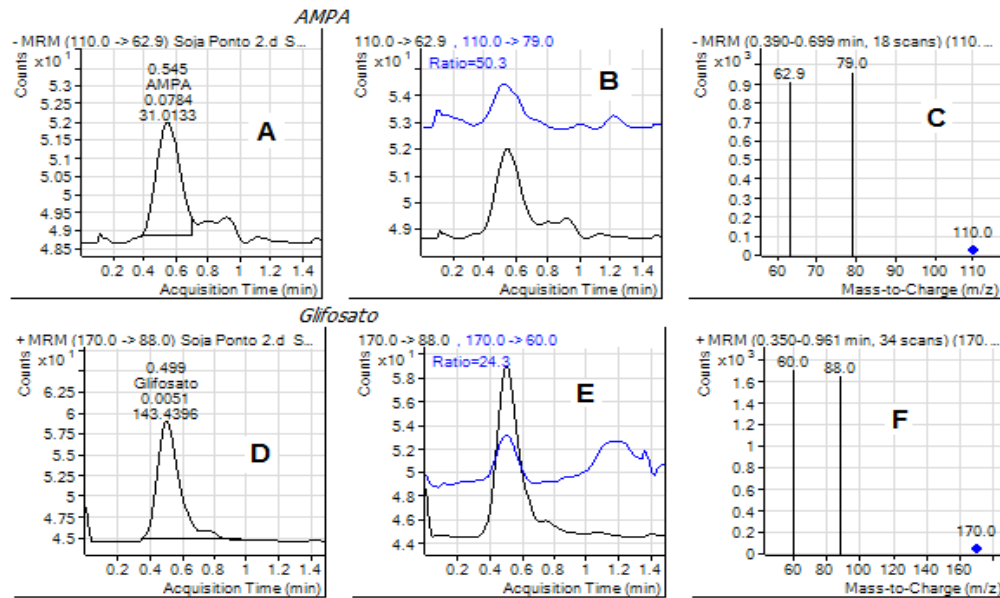 AMPA
- MRM (110.0 -> 62.9) Soja Ponto 2.d S...
Counts
x10 1
0.545
AMPA
0.0784
31.0133
A
5.3
5.25
5.2
5.15
5.1
5.05
5
4.95
4.9
4.85
0.2 0.4 0.6 0.8 1 1.2 1.4
Acquisition Time (min)
110.0 -> 62.9 , 110.0 -> 79.0
Counts
x10 1
Ratio=50.3
B
5.4
5.3
5.2
5.1
5
4.9
0.2 0.4 0.6 0.8 1 1.2 1.4
Acquisition Time (min)
- MRM (0.390-0.699 min, 18 scans) (110. ...
Counts
x10 3
62.9 79.0
C
0.9
0.8
0.7
0.6
0.5
0.4
0.3
0.2
0.1
0
110.0
60 70 80 90 100 110
Mass-to-Charge (m/z)
Glifosato
+ MRM (170.0 -> 88.0) Soja Ponto 2.d S...
Counts
x10 1
0.499
Glifosato
0.0051
143.4396
D
6.25
6
5.75
5.5
5.25
5
4.75
4.5
0.2 0.4 0.6 0.8 1 1.2 1.4
Acquisition Time (min)
170.0 -> 88.0 , 170.0 -> 60.0
Counts
x10 1
Ratio=24.3
E
5.8
5.6
5.4
5.2
5
4.8
4.6
4.4
0.2 0.4 0.6 0.8 1 1.2 1.4
Acquisition Time (min)
+ MRM (0.350-0.961 min, 34 scans) (170. ...
Counts
x10 3
60.0 88.0
F
1.6
1.4
1.2
1
0.8
0.6
0.4
0.2
0
170.0
60 80 100 120 140 160
Mass-to-Charge (m/z)